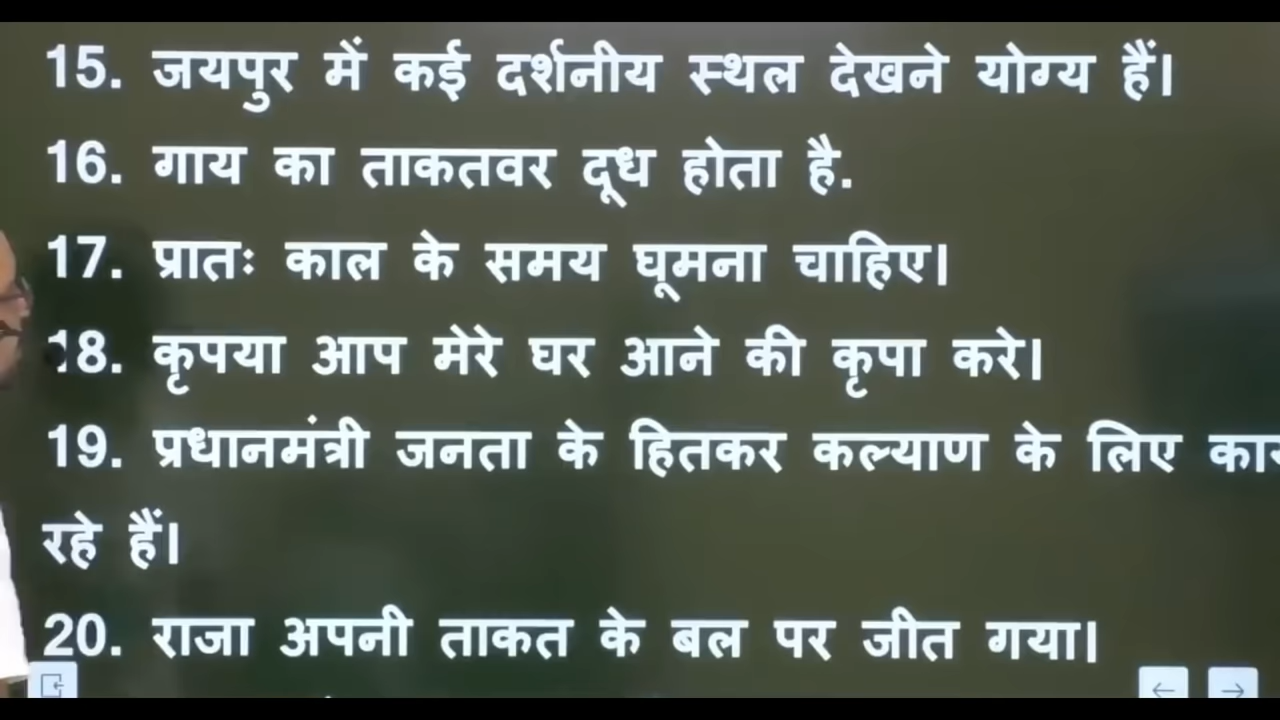 15. जयपुर में कई दर्शनीय स्थल देखने योग्य हैं।
16. गाय का ताकतवर दूध होता है.
17. प्रातः काल के समय घूमना चाहिए।
18. कृपया आप मेरे घर आने की कृपा करे।
19. प्रधानमंत्री जनता के हितकर कल्याण के लिए
रहे हैं।
20. राजा अपनी ताकत के बल पर जीत गया।